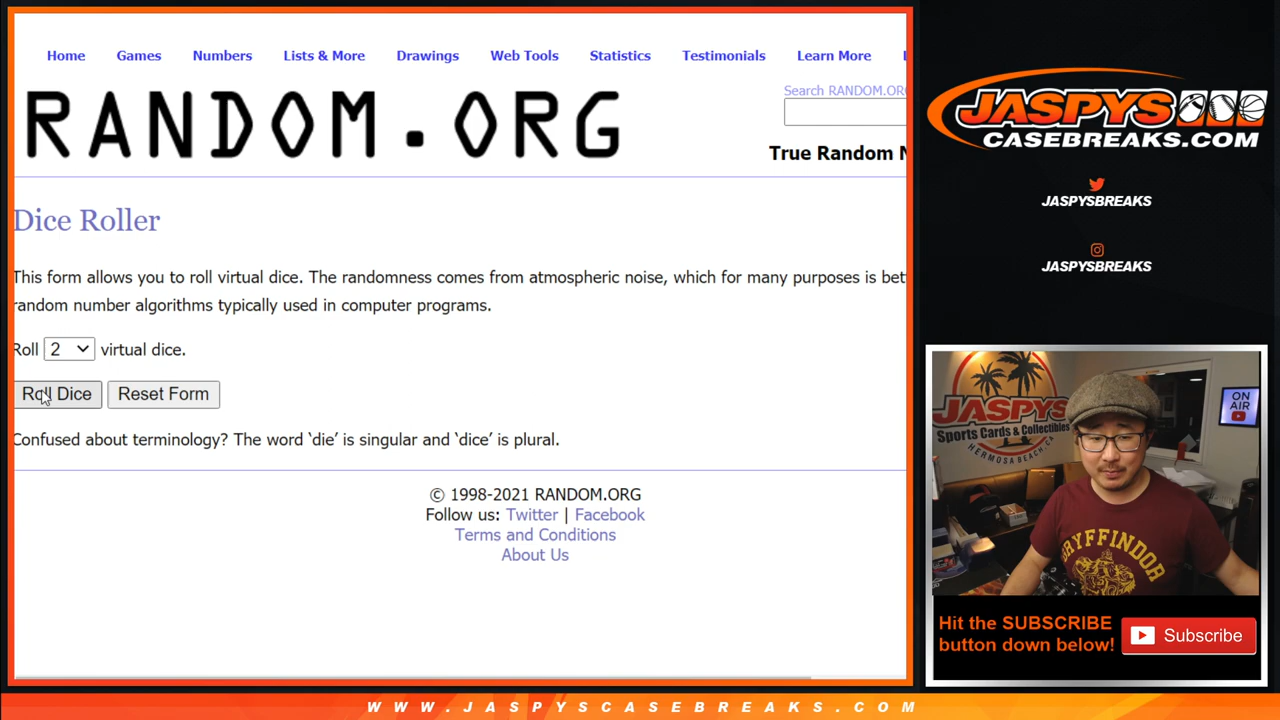 Home Games Numbers Lists & More Drawings Web Tools Statistics Testimonials Learn More
Search RANDOM.ORG
RANDOM.ORG
True Random N
Dice Roller
This form allows you to roll virtual dice. The randomness comes from atmospheric noise, which for many purposes is bet
random number algorithms typically used in computer programs.
Roll 2 virtual dice.
Roll Dice Reset Form
Confused about terminology? The word ‘die’ is singular and ‘dice’ is plural.
© 1998-2021 RANDOM.ORG
Follow us: Twitter | Facebook
Terms and Conditions
About Us
JASPYS
CASEBREAKS.COM
JASPYSBREAKS
JASPYSBREAKS
JASPYS
Sports Cards & Collectibles
HERMOSA BEACH, CA
ON
AIR
GRYFFINDOR
Hit the SUBSCRIBE
button down below!
Subscribe
WWW.JASPYSCASEBREAKS.COM